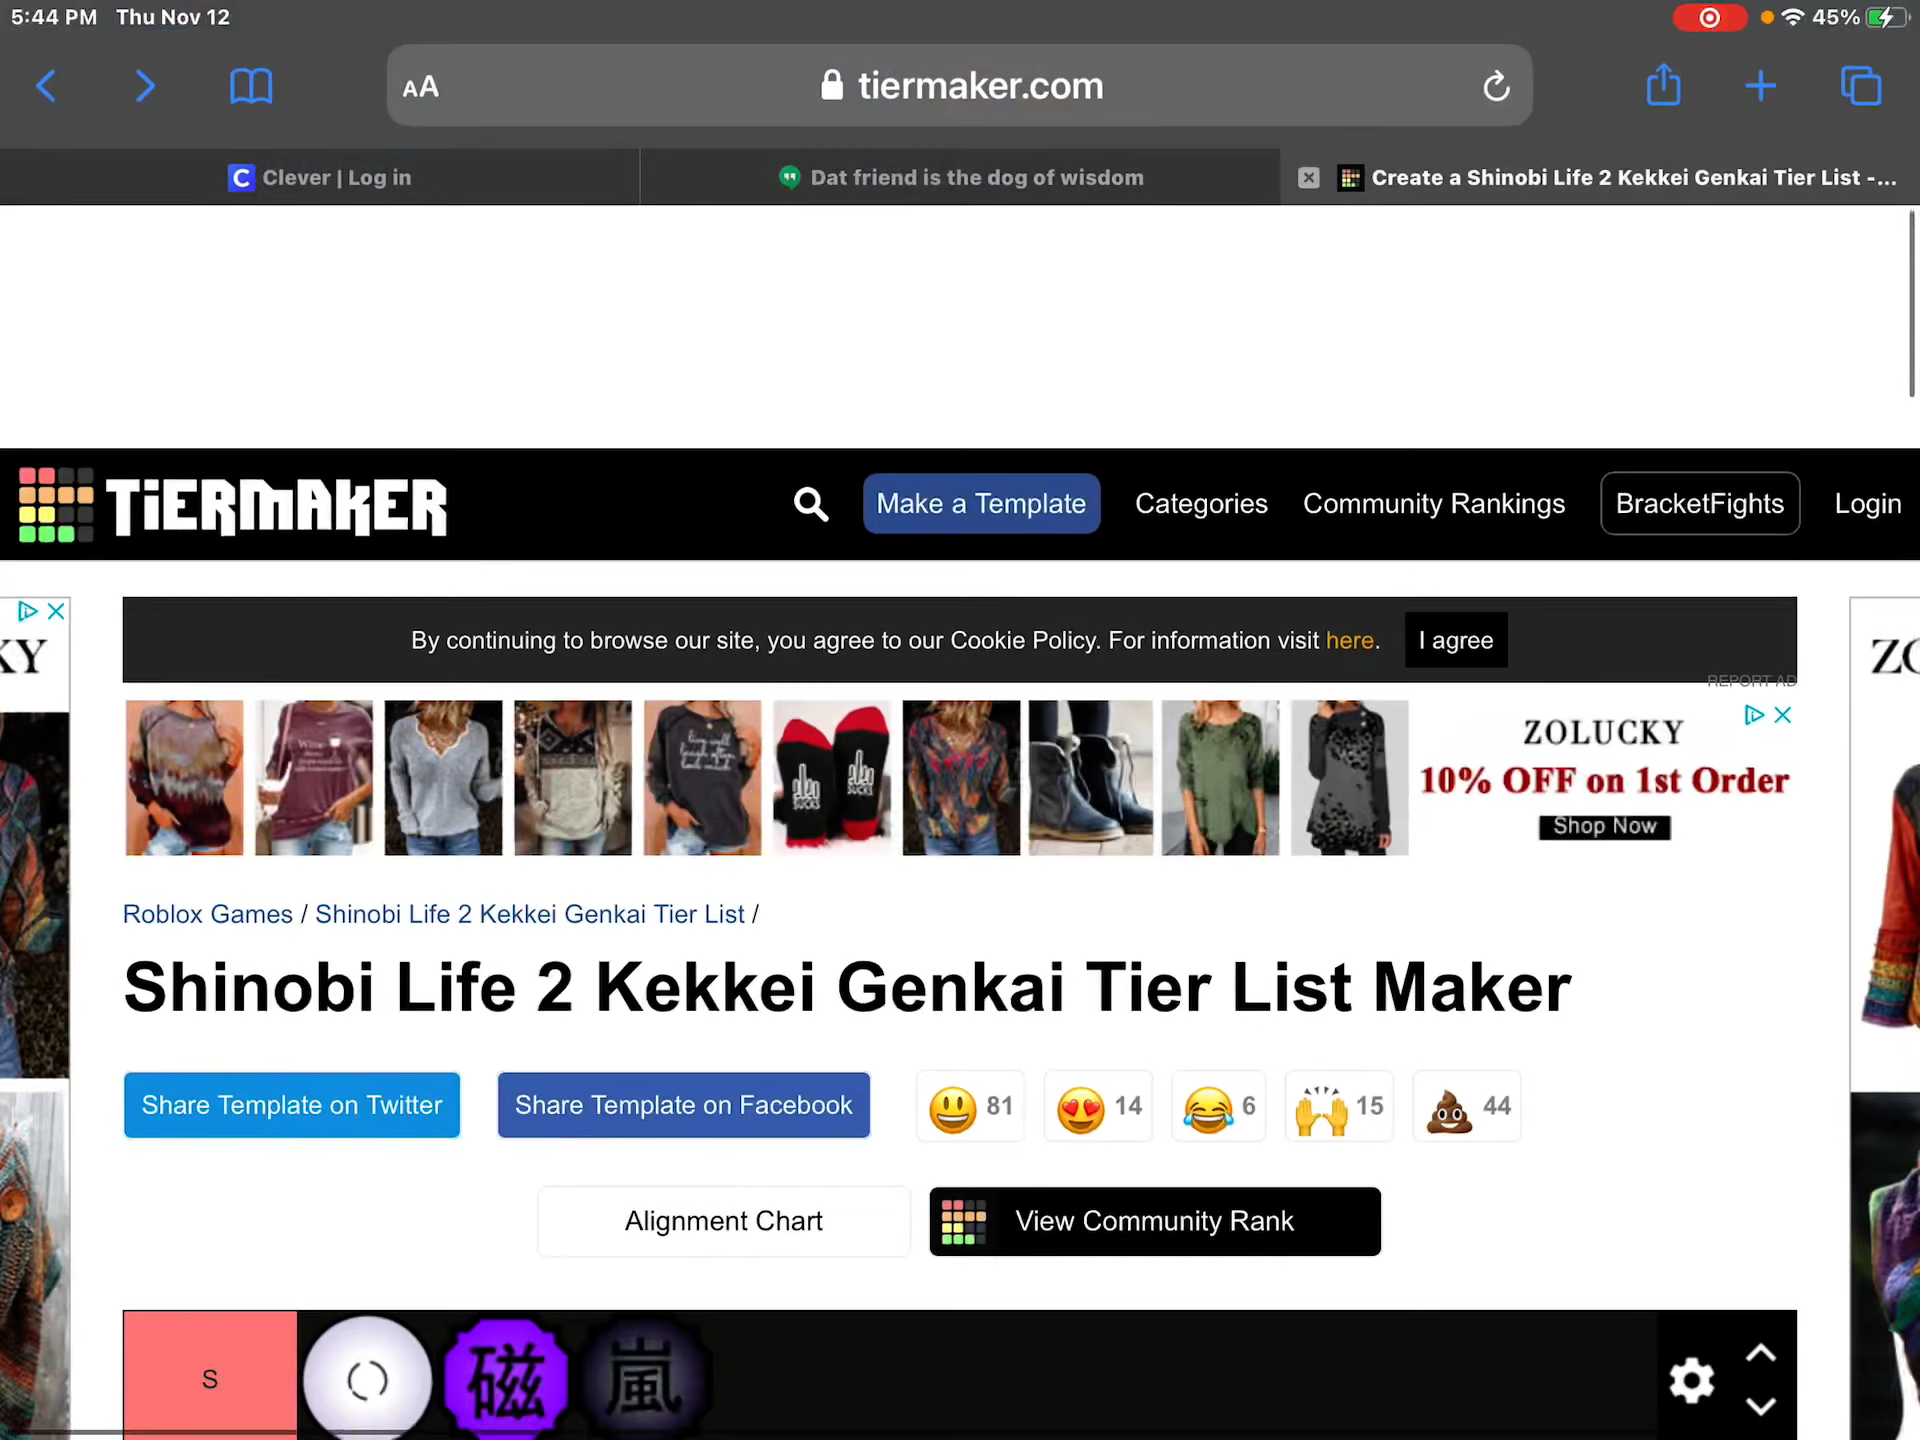 5:44 PM Thu Nov 12
45%
AA
tiermaker.com
Clever | Log in
Dat friend is the dog of wisdom
Create a Shinobi Life 2 Kekkei Genkai Tier List -...
TiERMAKER
Make a Template
Categories
Community Rankings
BracketFights
Login
By continuing to browse our site, you agree to our Cookie Policy. For information visit here.
I agree
REPORT AD
KY
ZO
ZOLUCKY
10% OFF on 1st Order
Shop Now
Roblox Games / Shinobi Life 2 Kekkei Genkai Tier List /
Shinobi Life 2 Kekkei Genkai Tier List Maker
Share Template on Twitter
Share Template on Facebook
81
14
6
15
44
Alignment Chart
View Community Rank
S
磁
嵐